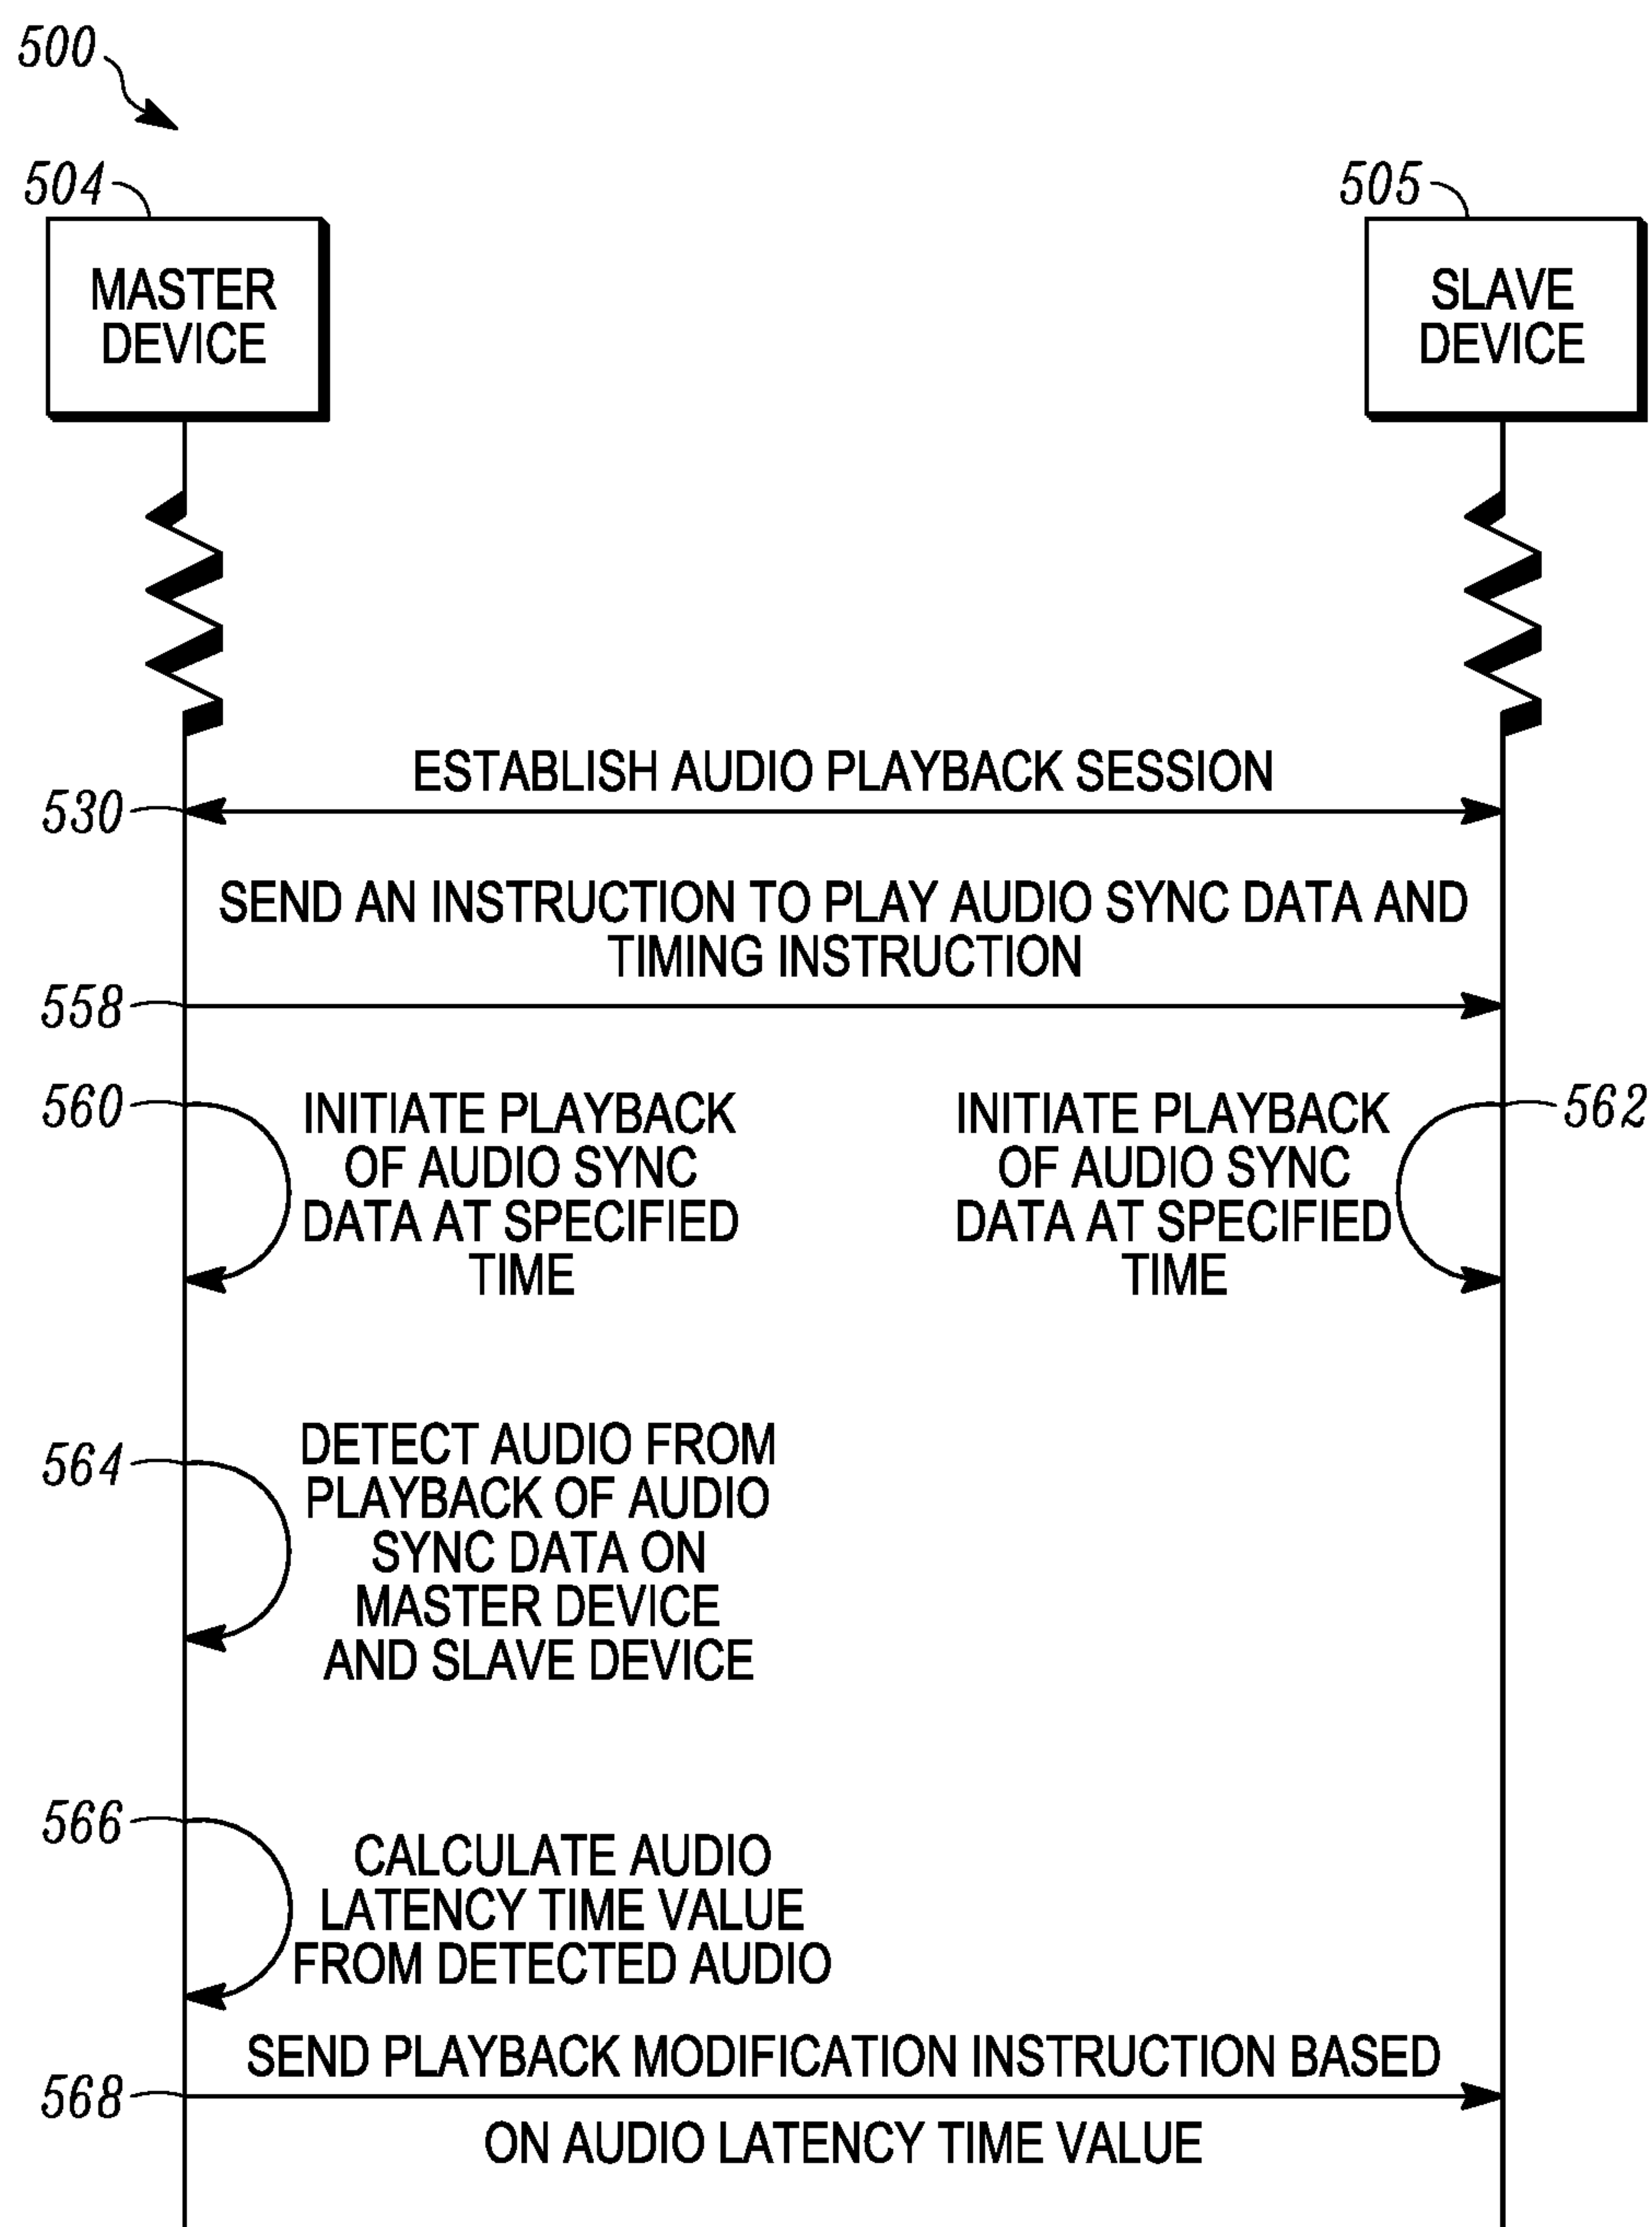 500
504
505
MASTER
DEVICE
SLAVE
DEVICE
ESTABLISH AUDIO PLAYBACK SESSION
530
SEND AN INSTRUCTION TO PLAY AUDIO SYNC DATA AND
TIMING INSTRUCTION
558
560
INITIATE PLAYBACK
OF AUDIO SYNC
DATA AT SPECIFIED
TIME
INITIATE PLAYBACK
OF AUDIO SYNC
DATA AT SPECIFIED
TIME
562
564
DETECT AUDIO FROM
PLAYBACK OF AUDIO
SYNC DATA ON
MASTER DEVICE
AND SLAVE DEVICE
566
CALCULATE AUDIO
LATENCY TIME VALUE
FROM DETECTED AUDIO
SEND PLAYBACK MODIFICATION INSTRUCTION BASED
568
ON AUDIO LATENCY TIME VALUE